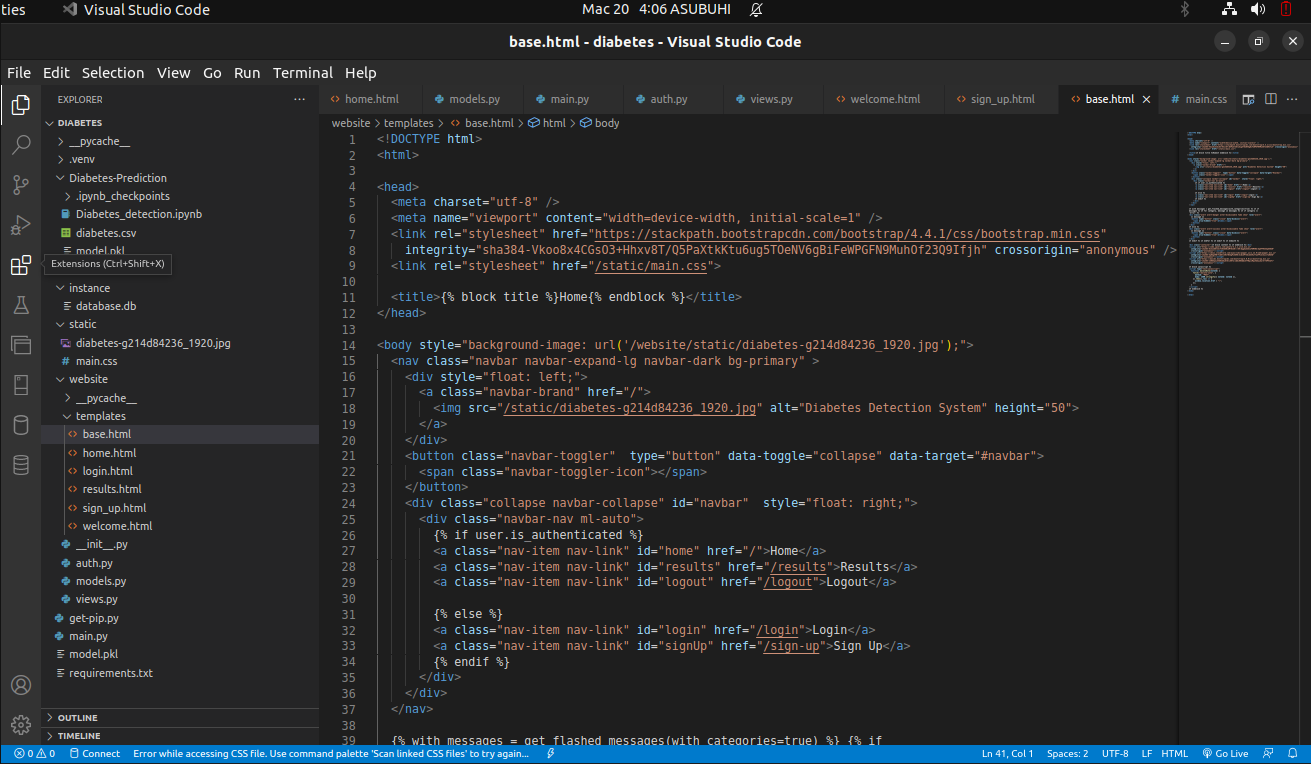 ties Visual Studio Code Mac 20 4:06 ASUBUHI
base.html - diabetes - Visual Studio Code
File Edit Selection View Go Run Terminal Help
EXPLORER ···
DIABETES
__pycache__
.venv
Diabetes-Prediction
.ipynb_checkpoints
Diabetes_detection.ipynb
diabetes.csv
model.pkl
Extensions (Ctrl+Shift+X)
instance
database.db
static
diabetes-g214d84236_1920.jpg
main.css
website
__pycache__
templates
base.html
home.html
login.html
results.html
sign_up.html
welcome.html
__init__.py
auth.py
models.py
views.py
get-pip.py
main.py
model.pkl
requirements.txt
OUTLINE
TIMELINE
home.html models.py main.py auth.py views.py welcome.html sign_up.html base.html main.css ···
website > templates > base.html > html > body
1 <!DOCTYPE html>
2 <html>
3
4 <head>
5 <meta charset="utf-8" />
6 <meta name="viewport" content="width=device-width, initial-scale=1" />
7 <link rel="stylesheet" href="https://stackpath.bootstrapcdn.com/bootstrap/4.4.1/css/bootstrap.min.css"
8 integrity="sha384-Vkoo8x4CGsO3+Hhxv8T/Q5PaXtkKtu6ug5TOeNV6gBiFeWPGFN9MuhOf23Q9Ifjh" crossorigin="anonymous" />
9 <link rel="stylesheet" href="/static/main.css">
10
11 <title>{% block title %}Home{% endblock %}</title>
12 </head>
13
14 <body style="background-image: url('/website/static/diabetes-g214d84236_1920.jpg');">
15 <nav class="navbar navbar-expand-lg navbar-dark bg-primary" >
16 <div style="float: left;">
17 <a class="navbar-brand" href="/">
18 <img src="/static/diabetes-g214d84236_1920.jpg" alt="Diabetes Detection System" height="50">
19 </a>
20 </div>
21 <button class="navbar-toggler"  type="button" data-toggle="collapse" data-target="#navbar">
22 <span class="navbar-toggler-icon"></span>
23 </button>
24 <div class="collapse navbar-collapse" id="navbar"  style="float: right;">
25 <div class="navbar-nav ml-auto">
26 {% if user.is_authenticated %}
27 <a class="nav-item nav-link" id="home" href="/">Home</a>
28 <a class="nav-item nav-link" id="results" href="/results">Results</a>
29 <a class="nav-item nav-link" id="logout" href="/logout">Logout</a>
30
31 {% else %}
32 <a class="nav-item nav-link" id="login" href="/login">Login</a>
33 <a class="nav-item nav-link" id="signUp" href="/sign-up">Sign Up</a>
34 {% endif %}
35 </div>
36 </div>
37 </nav>
38
39 {% with messages = get_flashed_messages(with_categories=true) %} {% if
0 0 Connect Error while accessing CSS file. Use command palette 'Scan linked CSS files' to try again... Ln 41, Col 1 Spaces: 2 UTF-8 LF HTML Go Live